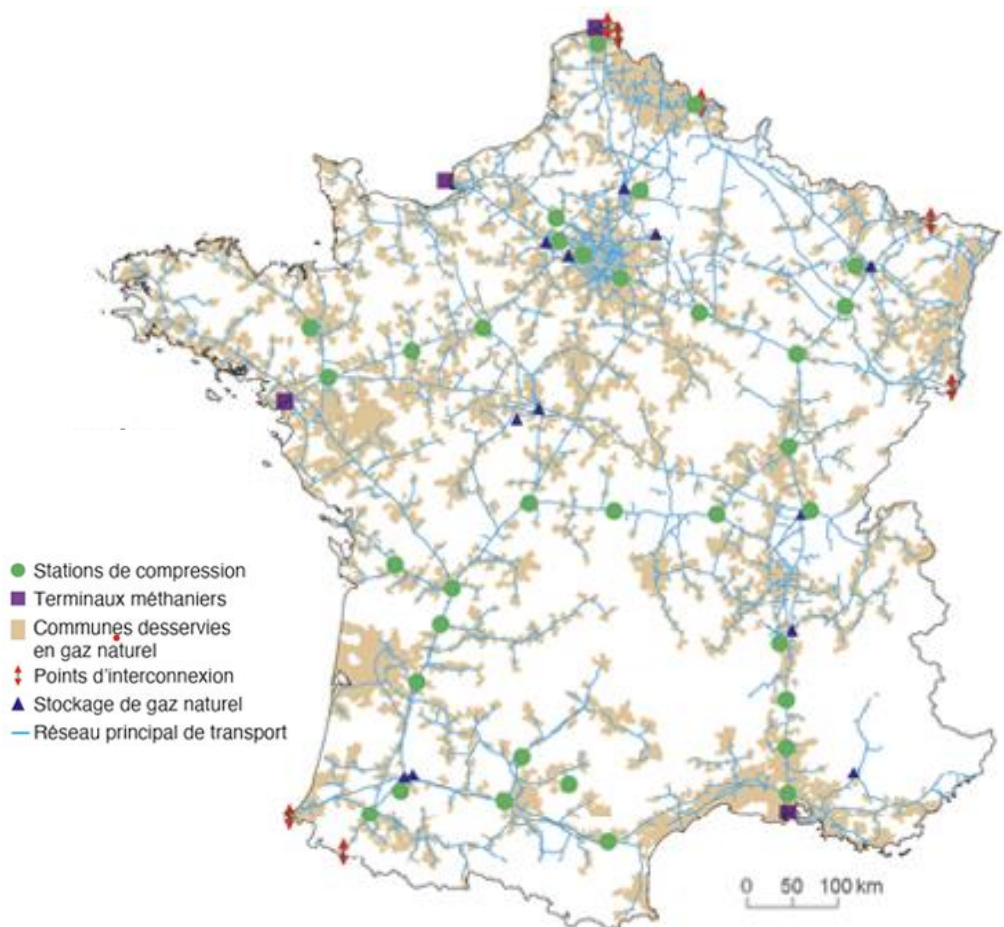 Stations de compression
Terminaux méthaniers
Communes desservies
en gaz naturel
Points d'interconnexion
Stockage de gaz naturel
Réseau principal de transport
0 50 100 km